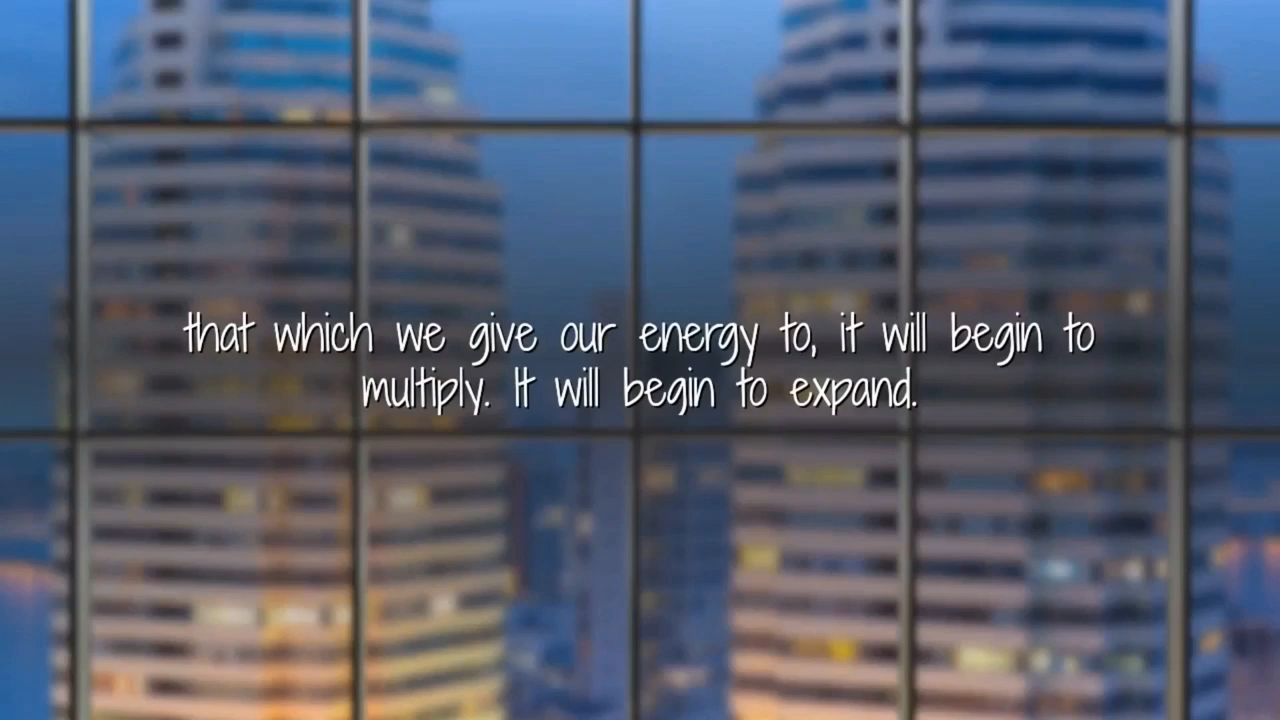 that which we give our energy to, it will begin to
multiply. It will begin to expand.